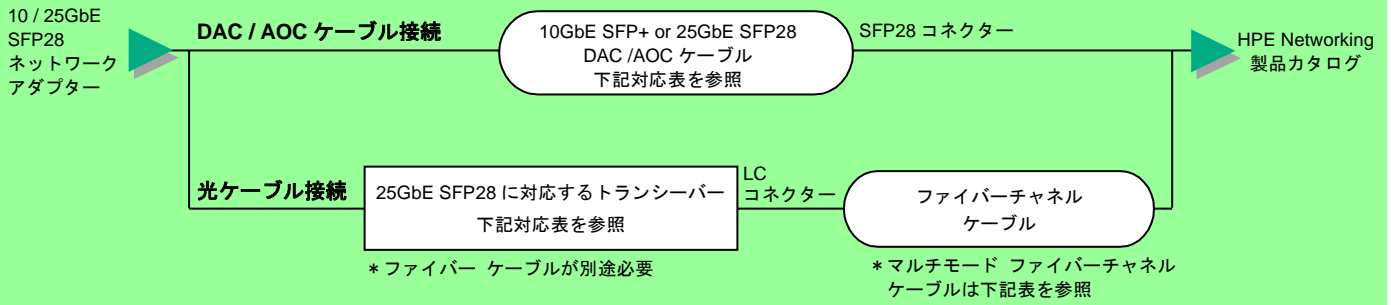 10 / 25GbE
SFP28
ネットワーク
アダプター
DAC / AOC ケーブル接続
10GbE SFP+ or 25GbE SFP28
DAC /AOC ケーブル
下記対応表を参照
SFP28 コネクター
HPE Networking
製品カタログ
光ケーブル接続
25GbE SFP28 に対応するトランシーバー
下記対応表を参照
LC
コネクター
ファイバーチャネル
ケーブル
＊ファイバー ケーブルが別途必要
＊マルチモード ファイバーチャネル
ケーブルは下記表を参照